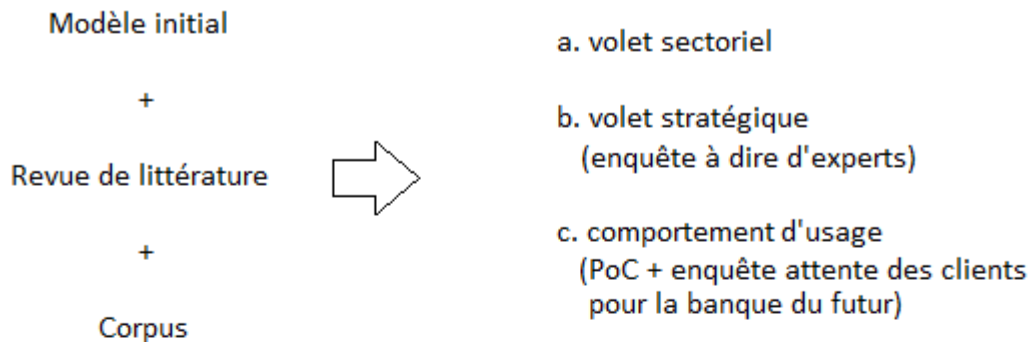 Modèle initial
+
Revue de littérature
+
Corpus
a. volet sectoriel
b. volet stratégique
(enquête à dire d'experts)
c. comportement d'usage
(PoC + enquête attente des clients
pour la banque du futur)